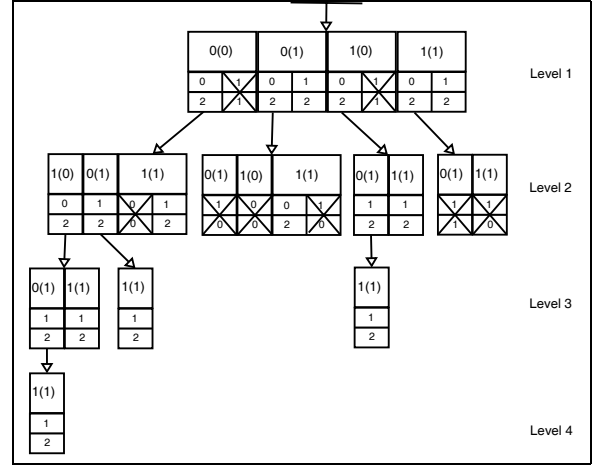 0(0) 0(1) 1(0) 1(1)
Level 1
0 1 0 1 0 1 0 1
2 1 2 2 2 1 2 2
1(0) 0(1) 1(1) 0(1) 1(0) 1(1) 0(1) 1(1) 0(1) 1(1)
Level 2
0 1 0 1 1 0 0 1 1 1 1 1
2 2 0 2 0 0 2 0 2 2 1 0
0(1) 1(1) 1(1) 1(1)
Level 3
1 1 1 1
2 2 2 2
1(1)
1
Level 4
2